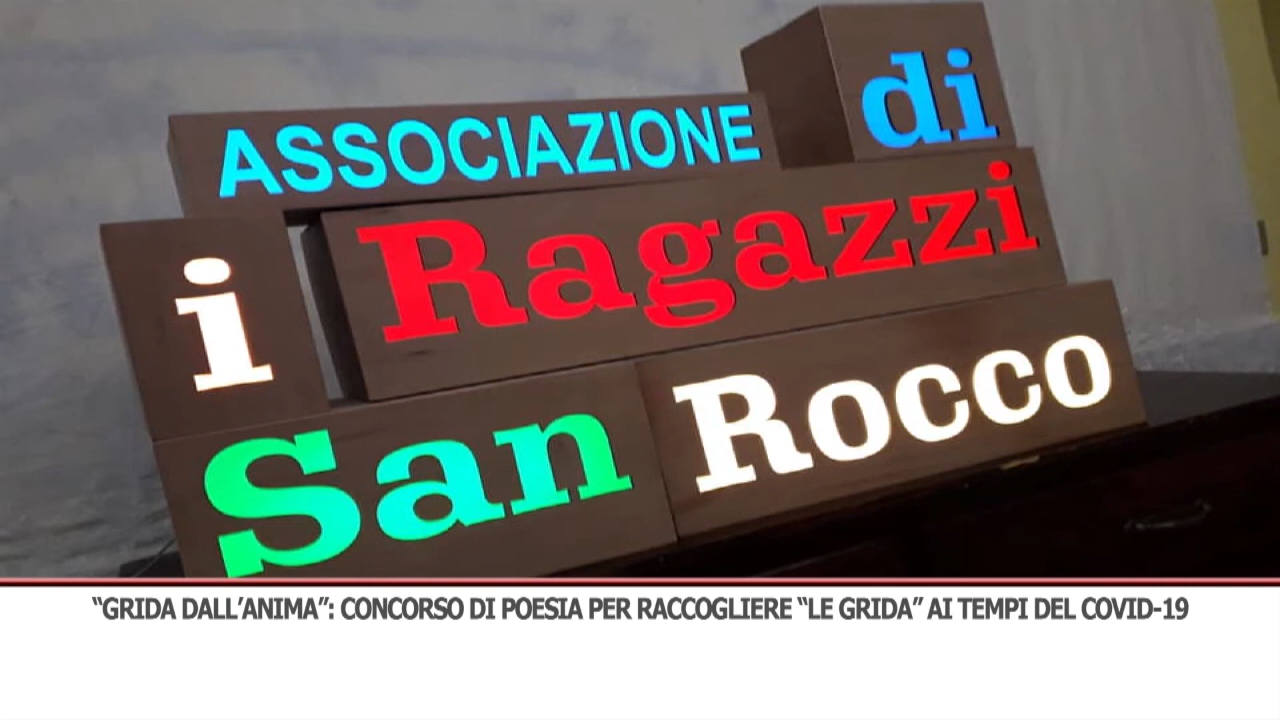 ASSOCIAZIONE
i Ragazzi di
San Rocco
“GRIDA DALL’ANIMA”: CONCORSO DI POESIA PER RACCOGLIERE “LE GRIDA” AI TEMPI DEL COVID-19